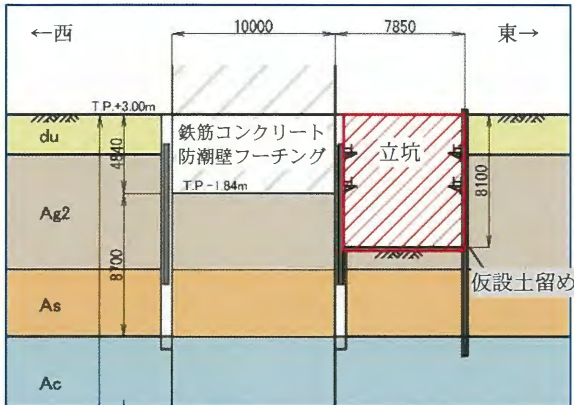 ←西
10000
7850
東→
T.P.+3.00m
du
4840
鉄筋コンクリート
防潮壁フーチング
立坑
T.P-1.84m
8100
Ag2
8700
仮設土留め
As
Ac